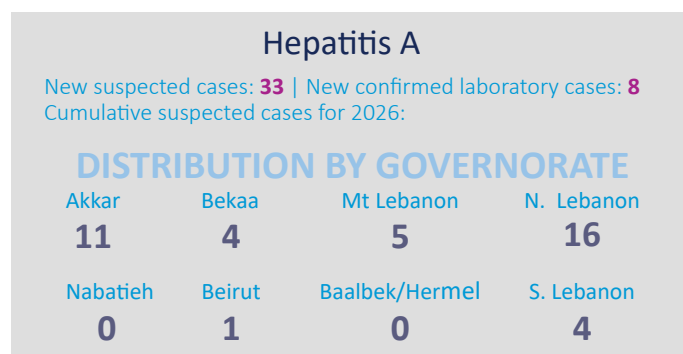 Hepatitis A
New suspected cases: 33 | New confirmed laboratory cases: 8
Cumulative suspected cases for 2026:
DISTRIBUTION BY GOVERNORATE
Akkar Bekaa Mt Lebanon N. Lebanon
11 4 5 16
Nabatieh Beirut Baalbek/Hermel S. Lebanon
0 1 0 4